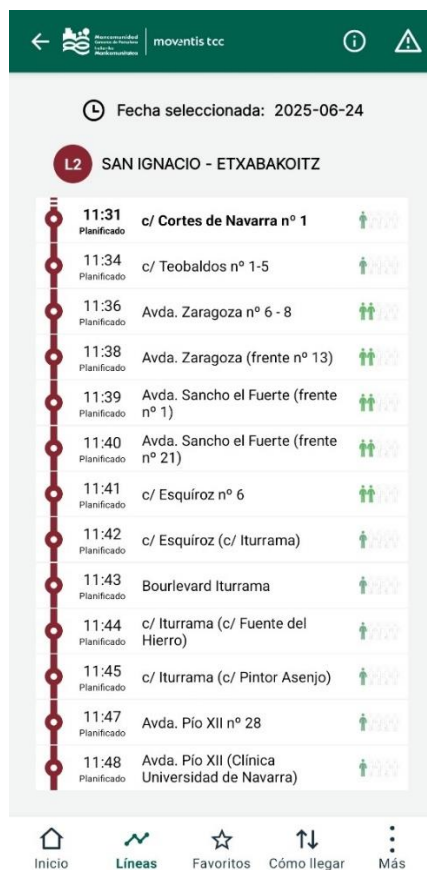 Mancomunidad
moventis tcc
Fecha seleccionada: 2025-06-24
L2 SAN IGNACIO - ETXABAKOITZ
11:31 c/ Cortes de Navarra nº 1
Planificado
11:34 c/ Teobaldos nº 1-5
Planificado
11:36 Avda. Zaragoza nº 6 - 8
Planificado
11:38 Avda. Zaragoza (frente nº 13)
Planificado
11:39 Avda. Sancho el Fuerte (frente
Planificado nº 1)
11:40 Avda. Sancho el Fuerte (frente
Planificado nº 21)
11:41 c/ Esquíroz nº 6
Planificado
11:42 c/ Esquíroz (c/ Iturrama)
Planificado
11:43 Bourlevard Iturrama
Planificado
11:44 c/ Iturrama (c/ Fuente del
Planificado Hierro)
11:45 c/ Iturrama (c/ Pintor Asenjo)
Planificado
11:47 Avda. Pío XII nº 28
Planificado
11:48 Avda. Pío XII (Clínica
Planificado Universidad de Navarra)
Inicio Líneas Favoritos Cómo llegar Más